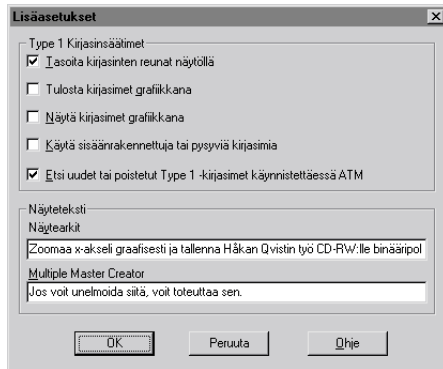 Lisäasetukset
Type 1 Kirjasinsäätimet
Tasoita kirjasinten reunat näytöllä
Tulosta kirjasimet grafiikkana
Näytä kirjasimet grafiikkana
Käytä sisäänrakennettuja tai pysyviä kirjasimia
Etsi uudet tai poistetut Type 1 -kirjasimet käynnistettäessä ATM
Näyteteksti
Näytearkit
Zoomaa x-akseli graafisesti ja tallenna Håkan Qvistin työ CD-RW:lle binääripol
Multiple Master Creator
Jos voit unelmoida siitä, voit toteuttaa sen.
OK Peruuta Ohje